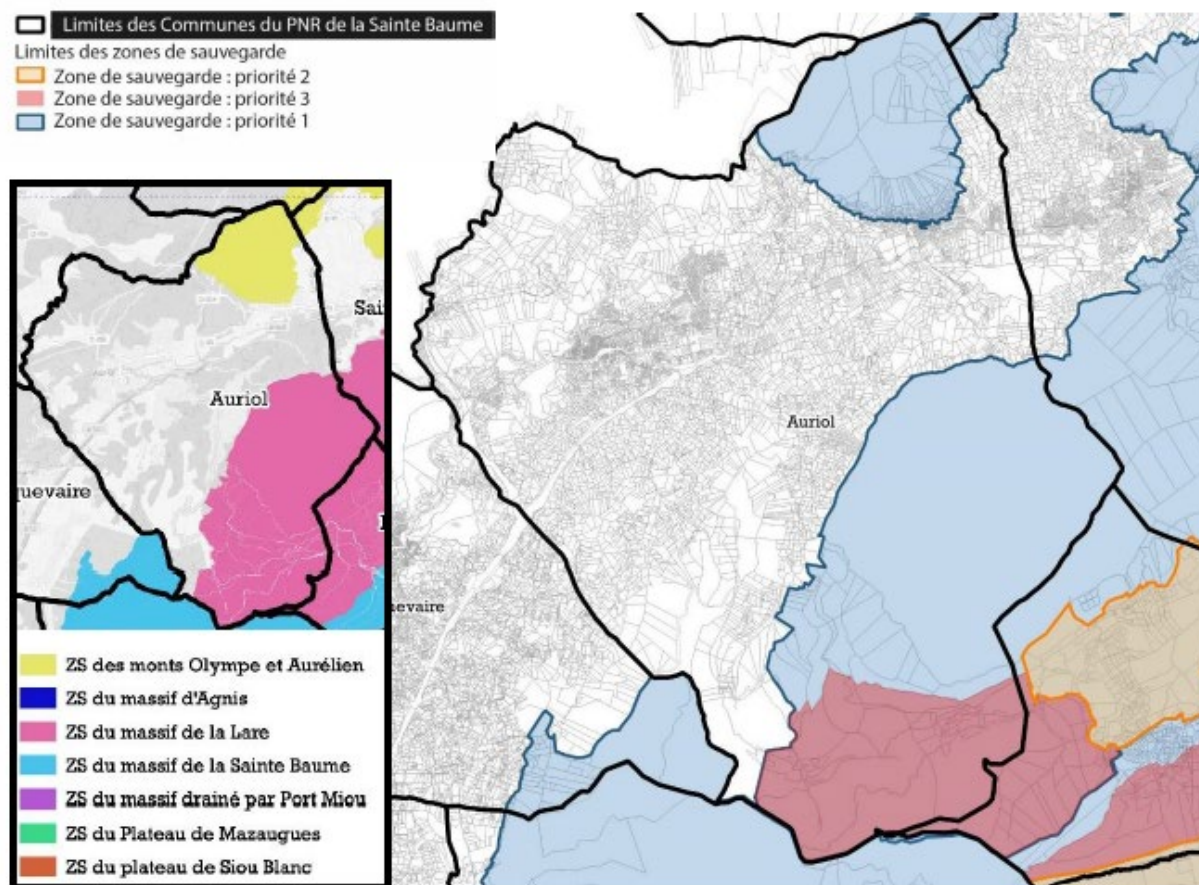 Limites des Communes du PNR de la Sainte Baume
Limites des zones de sauvegarde
Zone de sauvegarde : priorité 2
Zone de sauvegarde : priorité 3
Zone de sauvegarde : priorité 1
Sai
Auriol
quevaire
Auriol
uevaire
ZS des monts Olympe et Aurélien
ZS du massif d'Agnis
ZS du massif de la Lare
ZS du massif de la Sainte Baume
ZS du massif drainé par Port Miou
ZS du Plateau de Mazaugues
ZS du plateau de Siou Blanc